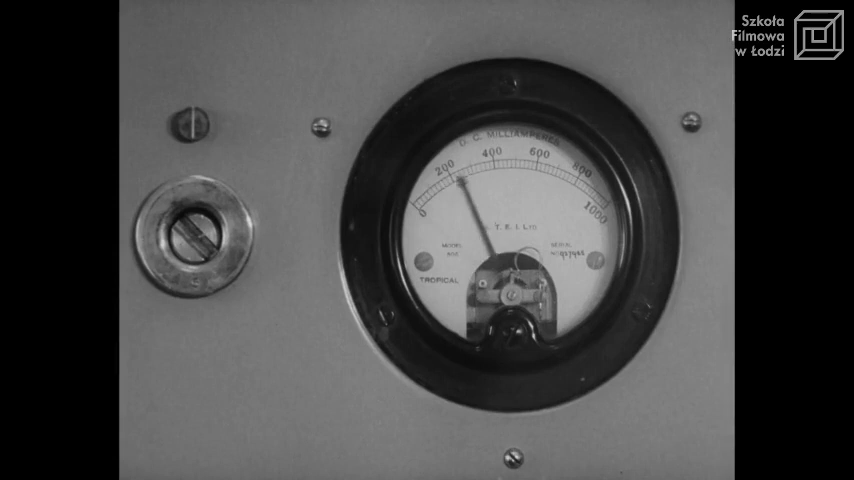 Szkoła
Filmowa
w Łodzi
D. C. MILLIAMPERES
0 200 400 600 800 1000
T. E. I. LTD
MODEL
SERIAL
TROPICAL